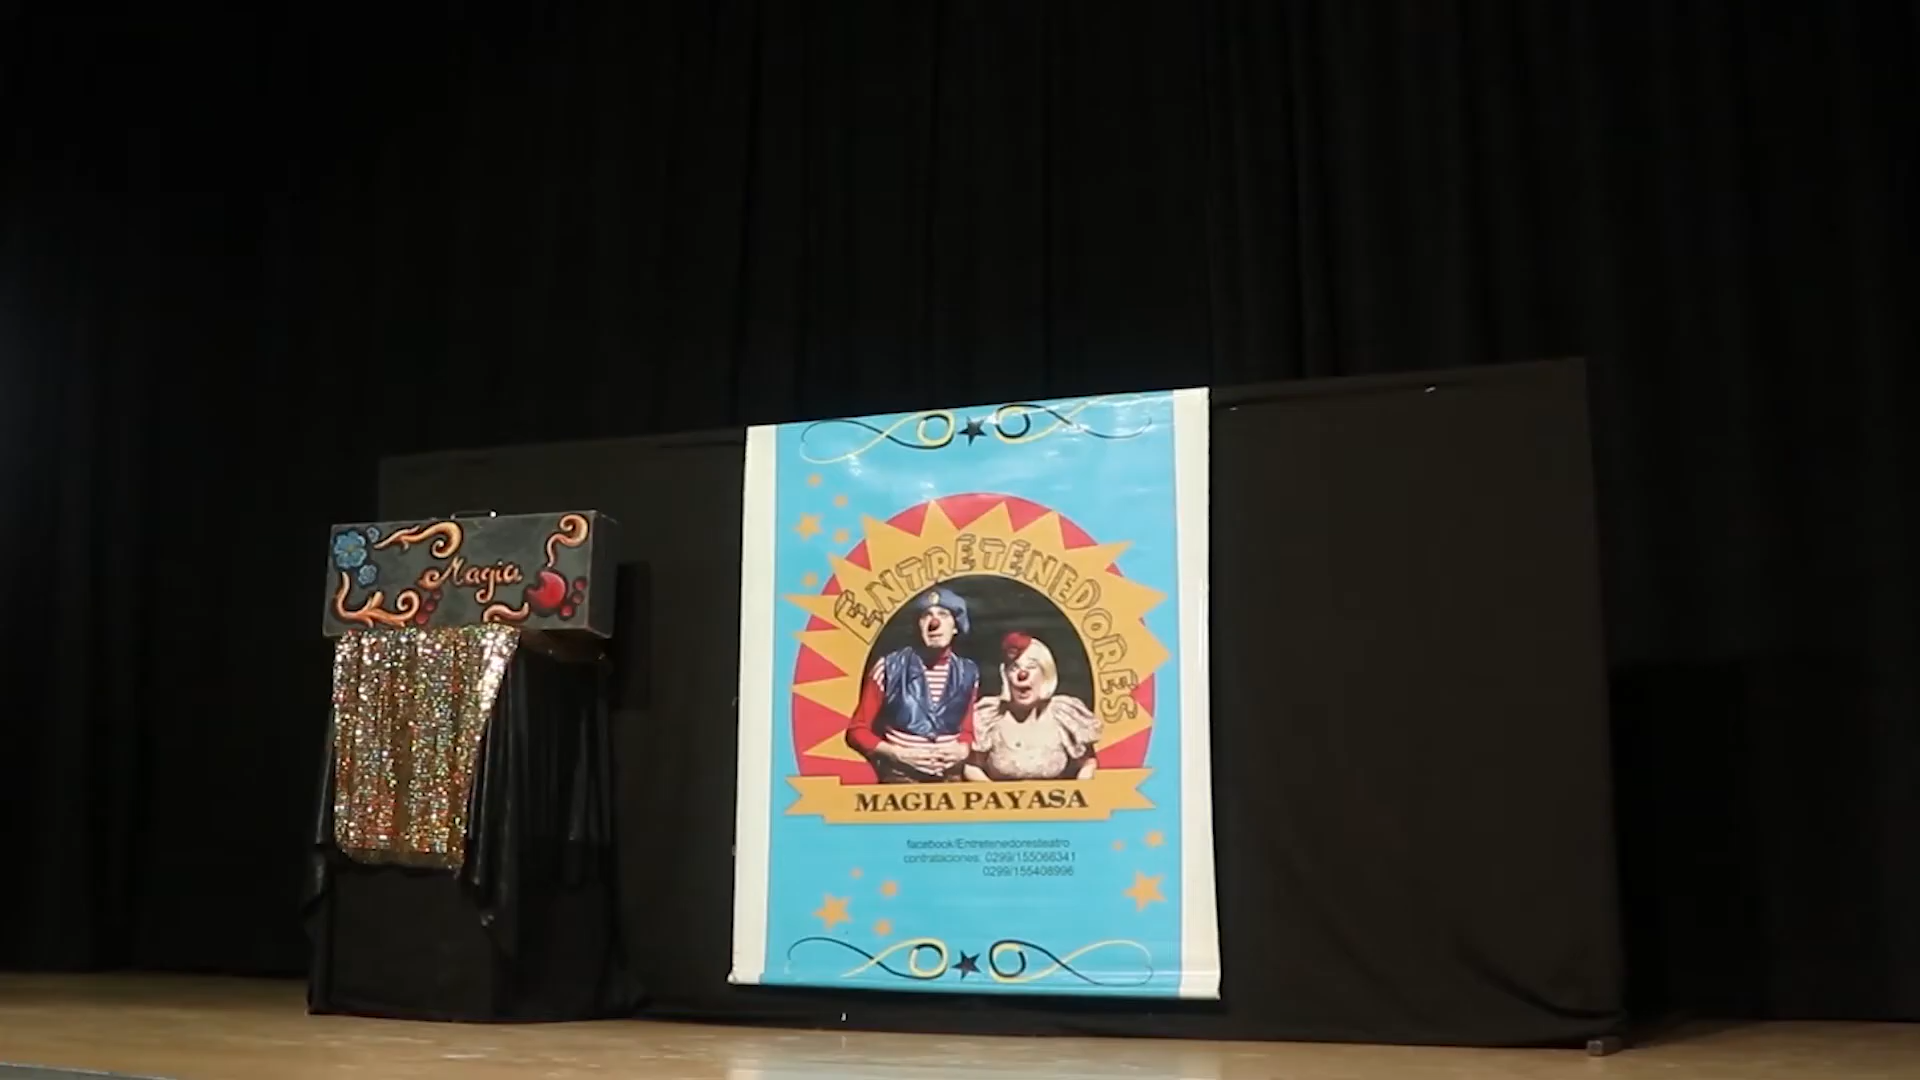 Magia
ENTRETENEDORES
MAGIA PAYASA
facebook/Entretenedoresteatro
contrataciones: 0299/155066341
0299/155408996